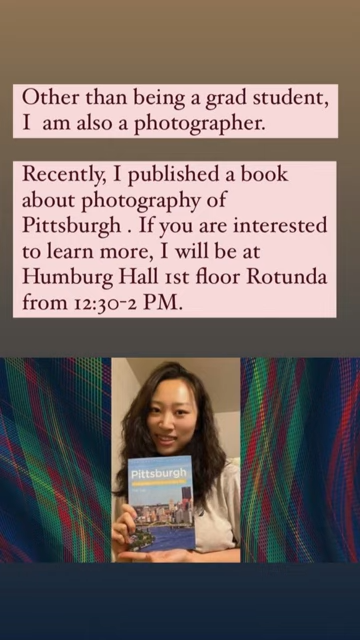 Other than being a grad student,
I am also a photographer.
Recently, I published a book
about photography of
Pittsburgh . If you are interested
to learn more, I will be at
Humburg Hall 1st floor Rotunda
from 12:30-2 PM.
Pittsburgh